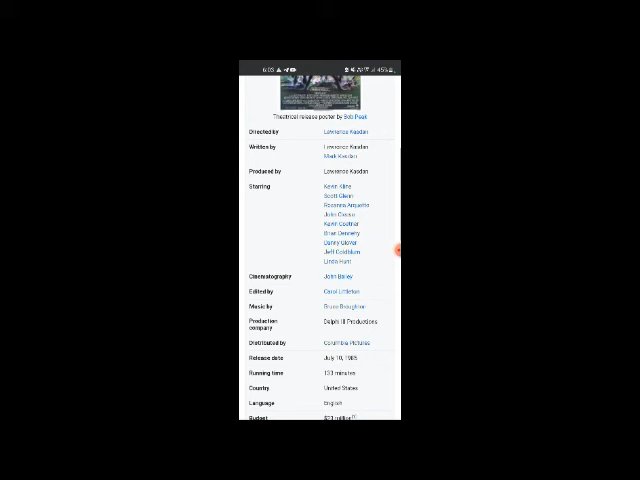 6:03
45%
Theatrical release poster by Bob Peak
Directed by Lawrence Kasdan
Written by Lawrence Kasdan
Mark Kasdan
Produced by Lawrence Kasdan
Starring Kevin Kline
Scott Glenn
Rosanna Arquette
John Cleese
Kevin Costner
Brian Dennehy
Danny Glover
Jeff Goldblum
Linda Hunt
Cinematography John Bailey
Edited by Carol Littleton
Music by Bruce Broughton
Production company Delphi III Productions
Distributed by Columbia Pictures
Release date July 10, 1985
Running time 133 minutes
Country United States
Language English
Budget